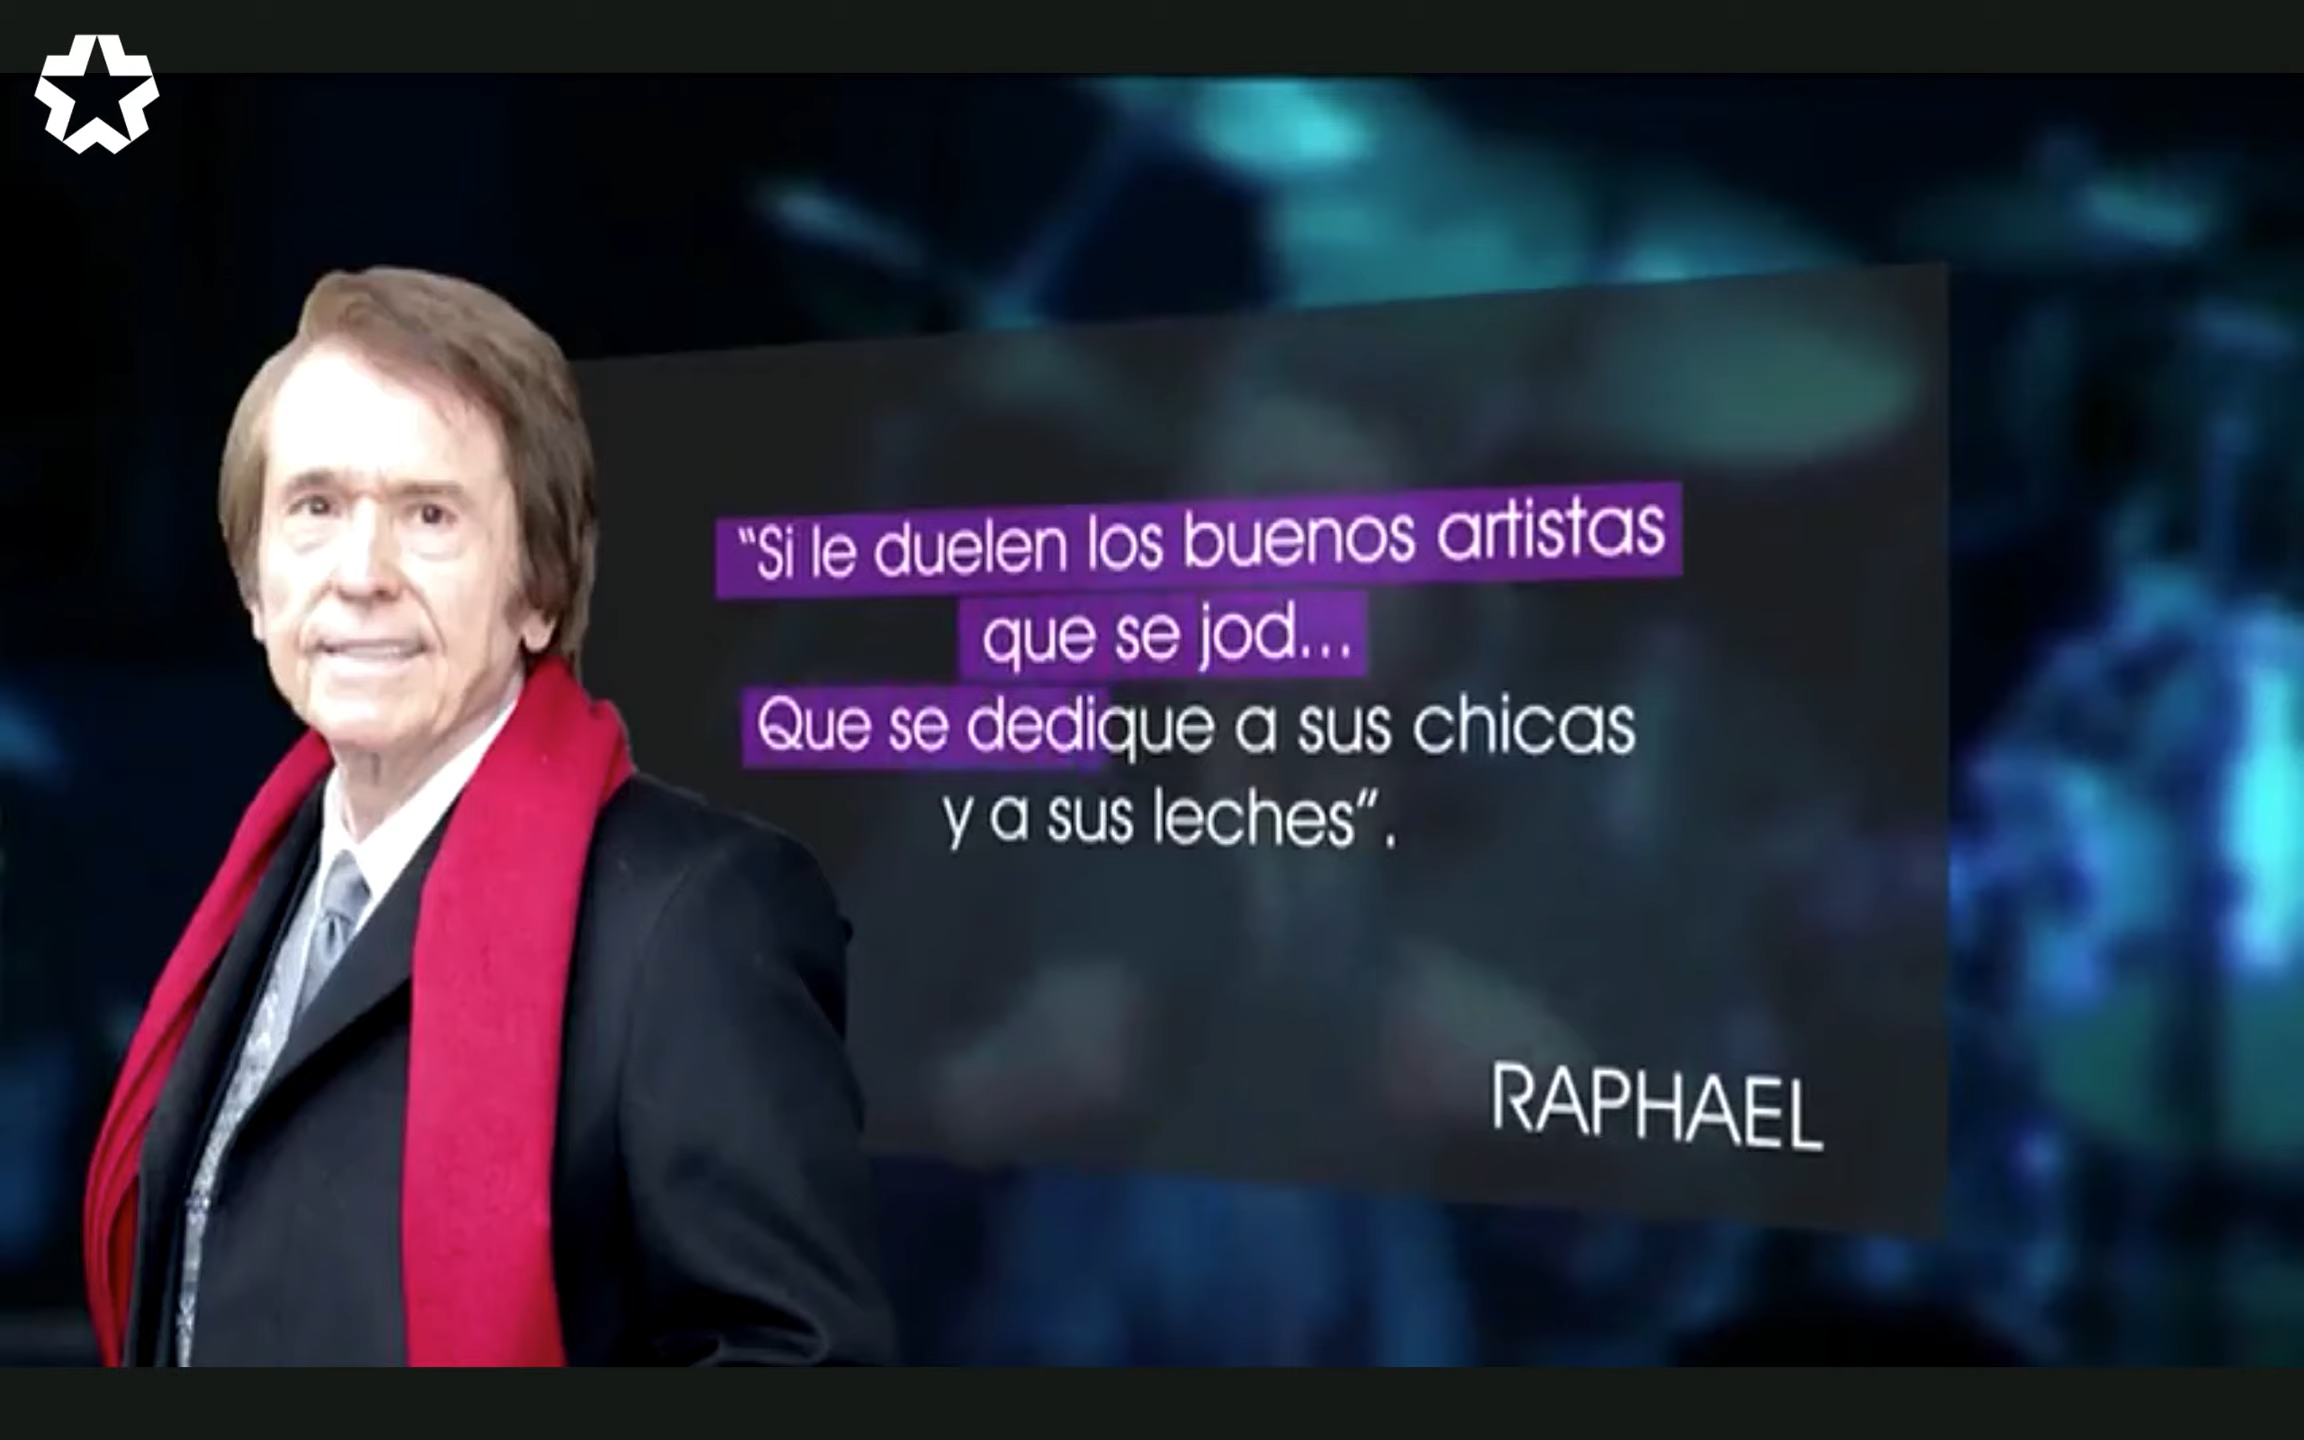 “Si le duelen los buenos artistas
que se jod...
Que se dedique a sus chicas
y a sus leches”.
RAPHAEL